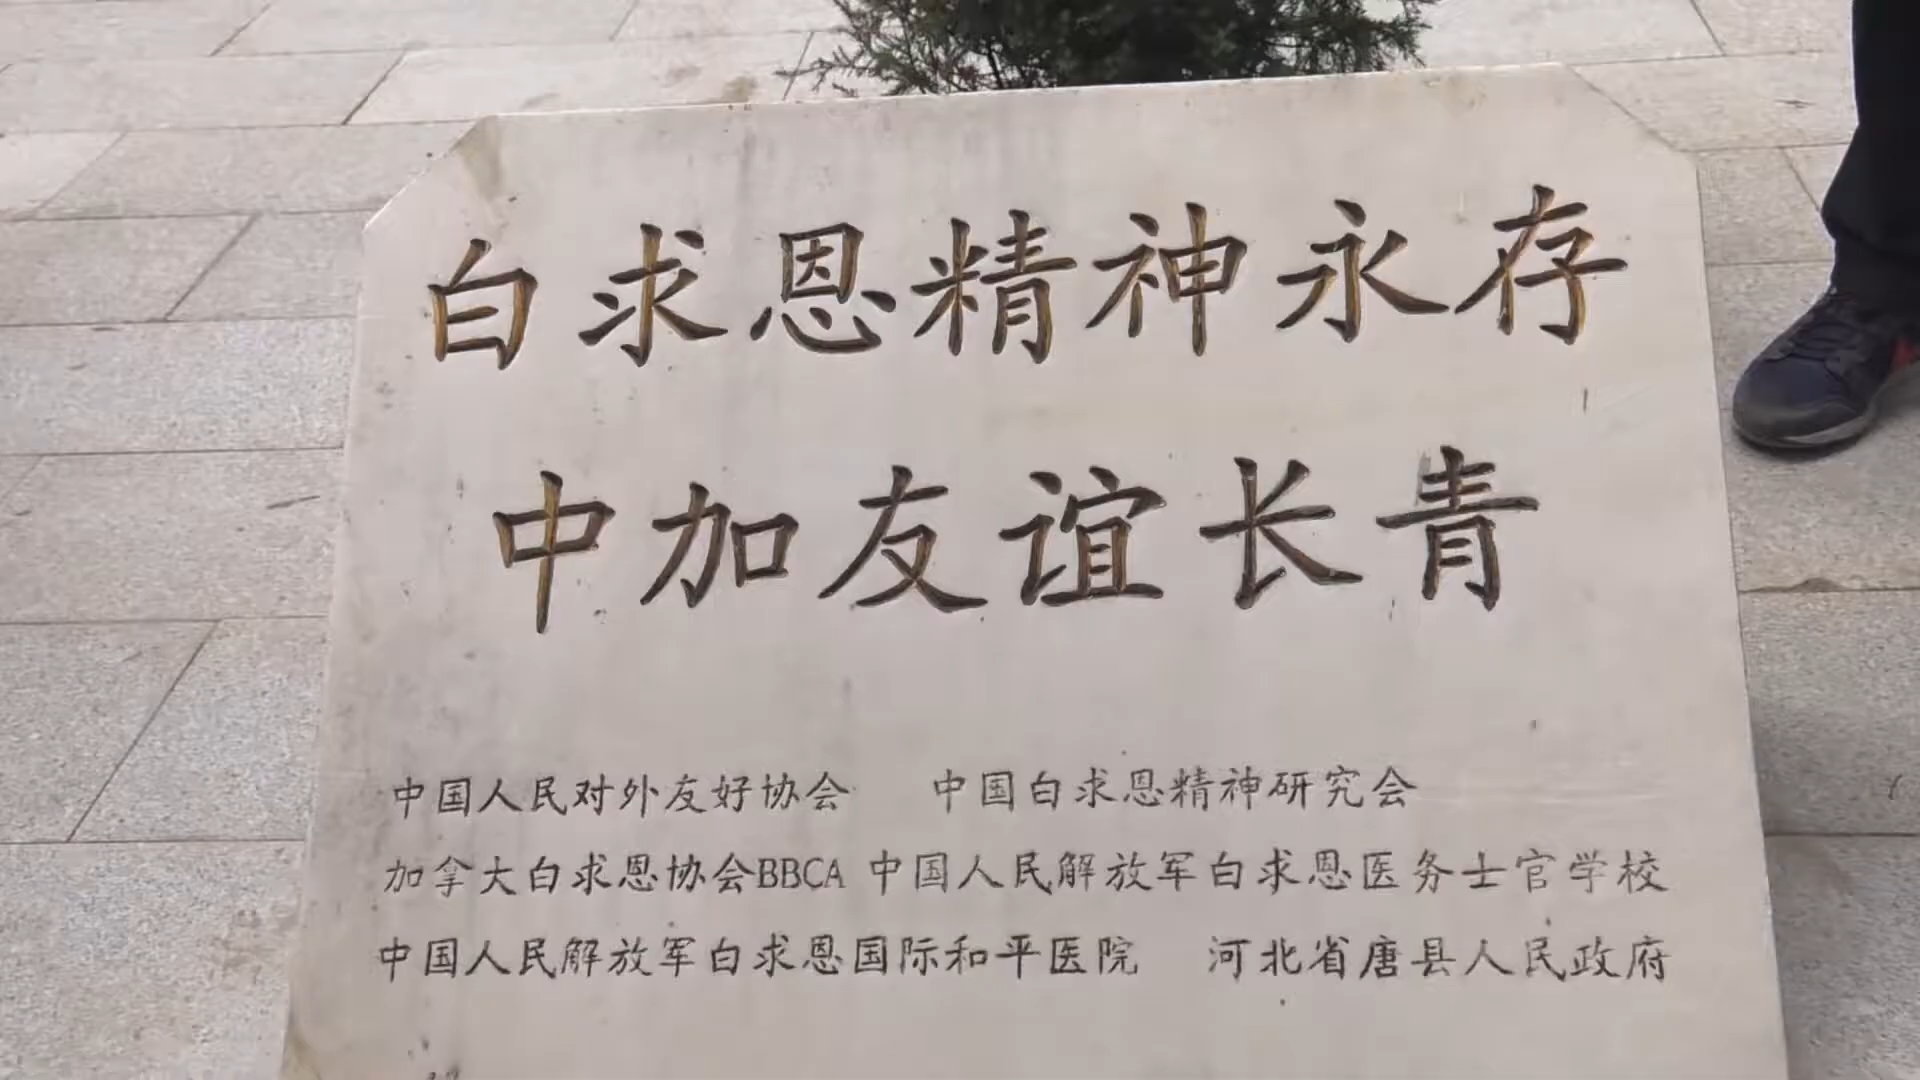 白求恩精神永存
中加友谊长青
中国人民对外友好协会 中国白求恩精神研究会
加拿大白求恩协会BBCA 中国人民解放军白求恩医务士官学校
中国人民解放军白求恩国际和平医院 河北省唐县人民政府